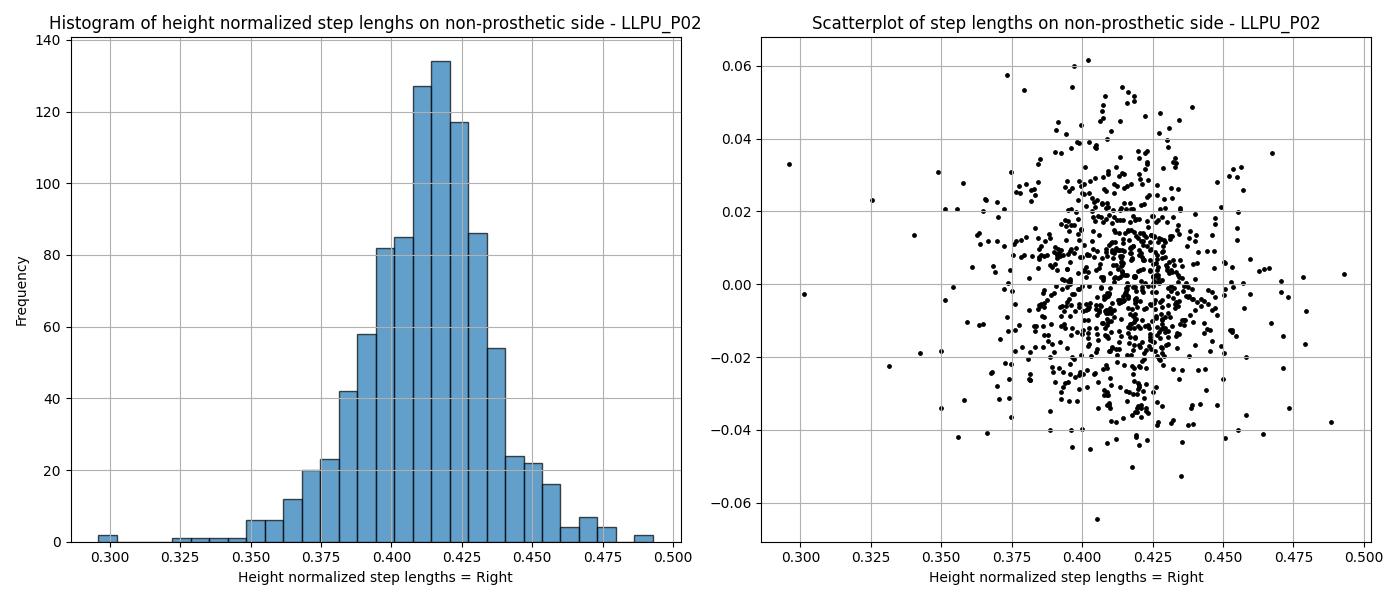 Histogram of height normalized step lenghs on non-prosthetic side - LLPU_P02
140
120
100
80
60
40
20
0
Frequency
0.300 0.325 0.350 0.375 0.400 0.425 0.450 0.475 0.500
Height normalized step lengths = Right
Scatterplot of step lengths on non-prosthetic side - LLPU_P02
0.06
0.04
0.02
0.00
−0.02
−0.04
−0.06
0.300 0.325 0.350 0.375 0.400 0.425 0.450 0.475 0.500
Height normalized step lengths = Right